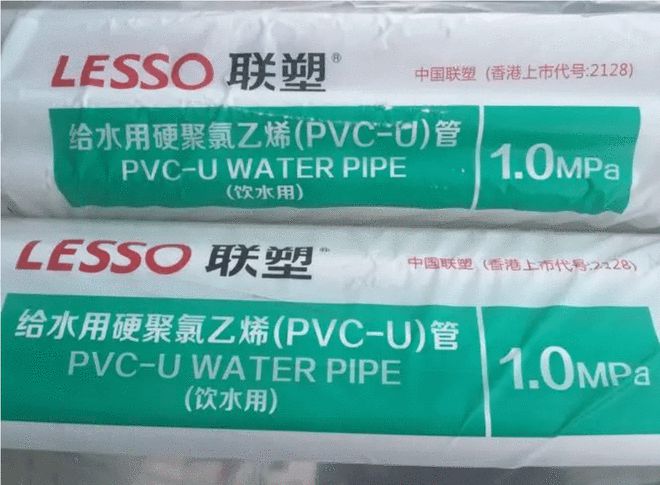 LESSO 联塑®
中国联塑 (香港上市代号:2128)
给水用硬聚氯乙烯(PVC-U)管
PVC-U WATER PIPE
(饮水用)
1.0MPa
LESSO 联塑®
中国联塑 (香港上市代号:2128)
给水用硬聚氯乙烯(PVC-U)管
PVC-U WATER PIPE
(饮水用)
1.0MPa